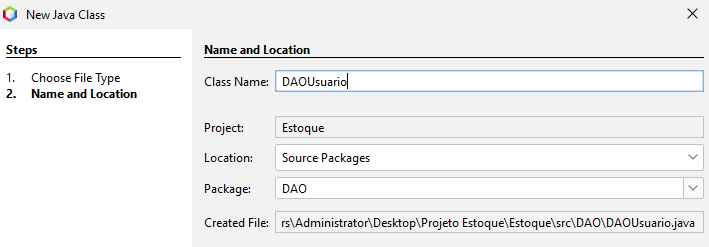 New Java Class
Steps
1. Choose File Type
2. Name and Location
Name and Location
Class Name: DAOUsuario
Project: Estoque
Location: Source Packages
Package: DAO
Created File: rs\Administrator\Desktop\Projeto Estoque\Estoque\src\DAO\DAOUsuario.java